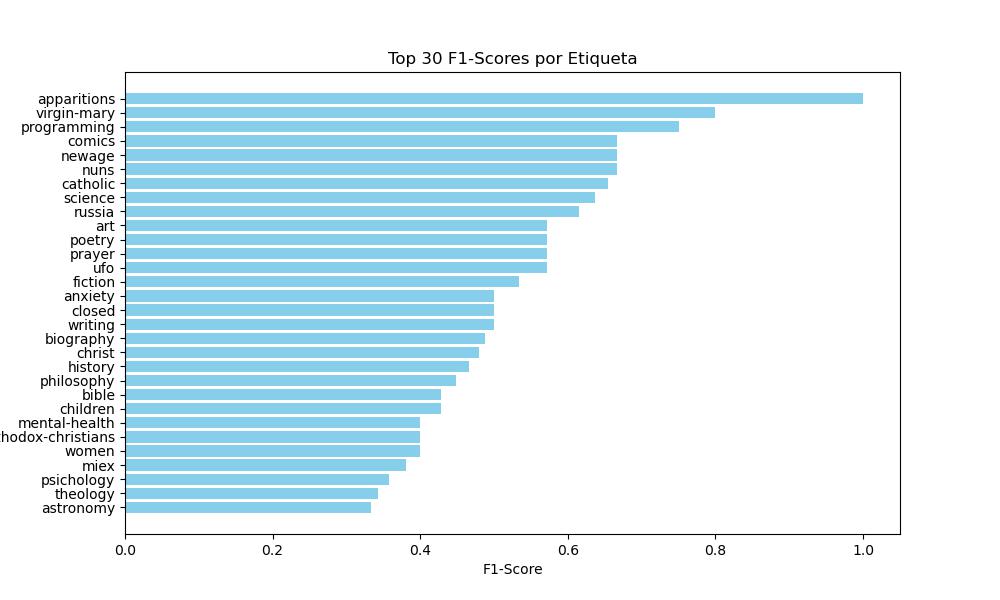 Top 30 F1-Scores por Etiqueta
apparitions
virgin-mary
programming
comics
newage
nuns
catholic
science
russia
art
poetry
prayer
ufo
fiction
anxiety
closed
writing
biography
christ
history
philosophy
bible
children
mental-health
hodox-christians
women
miex
psichology
theology
astronomy
0.0 0.2 0.4 0.6 0.8 1.0
F1-Score